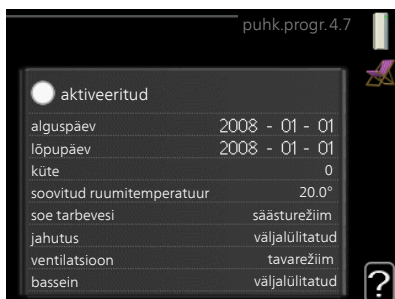 puhk.progr. 4.7
aktiveeritud
alguspäev 2008 - 01 - 01
lõpupäev 2008 - 01 - 01
küte 0
soovitud ruumitemperatuur 20.0°
soe tarbevesi säästurežiim
jahutus väljalülitatud
ventilatsioon tavarežiim
bassein väljalülitatud
?